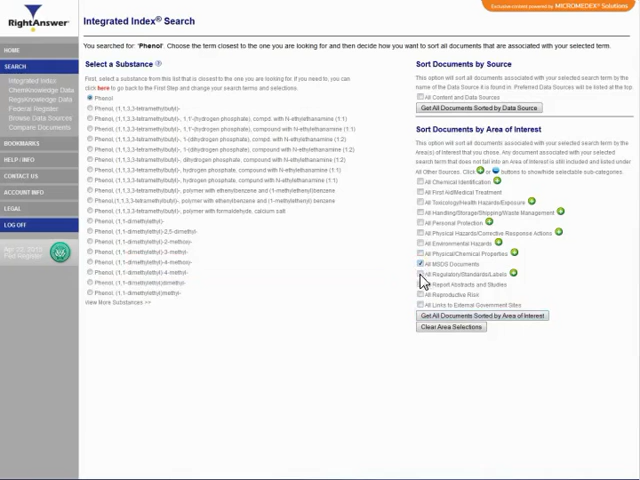 Exclusive content powered by MICROMEDEX® Solutions
RightAnswer
Integrated Index® Search
You searched for: 'Phenol'. Choose the term closest to the one you are looking for and then decide how you want to sort all documents that are associated with your selected term.
HOME
SEARCH
Integrated Index
ChemKnowledge Data
RegsKnowledge Data
Federal Register
Browse Data Sources
Compare Documents
BOOKMARKS
HELP / INFO
CONTACT US
ACCOUNT INFO
LEGAL
LOG OFF
Fed Register
Select a Substance
First, select a substance from this list that is closest to the one you are looking for. If you need to, you can
click here to go back to the First Step and change your search terms and selections.
Phenol
Phenol, (1,1,3,3-tetramethylbutyl)-
Phenol, (1,1,3,3-tetramethylbutyl)-, 1,1'-(hydrogen phosphate), compd. with N-ethylethanamine (1:1)
Phenol, (1,1,3,3-tetramethylbutyl)-, 1,1'-(hydrogen phosphate), compound with N-ethylethanamine (1:1)
Phenol, (1,1,3,3-tetramethylbutyl)-, 1-(dihydrogen phosphate), compd. with N-ethylethanamine (1:2)
Phenol, (1,1,3,3-tetramethylbutyl)-, 1-(dihydrogen phosphate), compound with N-ethylethanamine (1:2)
Phenol, (1,1,3,3-tetramethylbutyl)-, dihydrogen phosphate, compound with N-ethylethanamine (1:2)
Phenol, (1,1,3,3-tetramethylbutyl)-, hydrogen phosphate, compound with N-ethylethanamine (1:1)
Phenol, (1,1,3,3-tetramethylbutyl)-, polymer with ethenylbenzene and (1-methylethenyl)benzene
Phenol,(1,1,3,3-tetramethylbutyl)-, polymer with ethenylbenzene and (1-methylethenyl)benzene
Phenol, (1,1,3,3-tetramethylbutyl)-, polymer with formaldehyde, calcium salt
Phenol, (1,1-dimethylethyl)-
Phenol, (1,1-dimethylethyl)-2,5-dimethyl-
Phenol, (1,1-dimethylethyl)-2-methoxy-
Phenol, (1,1-dimethylethyl)-3-methyl-
Phenol, (1,1-dimethylethyl)-4-methoxy-
Phenol, (1,1-dimethylethyl)-4-methyl-
Phenol, (1,1-dimethylethyl)dimethyl-
Phenol, (1,1-dimethylethyl)methyl-
View More Substances >>
Sort Documents by Source
This option will sort all documents associated with your selected search term by
the name of the Data Source it is found in. Preferred Data Sources will be listed at the top.
All Content and Data Sources
Get All Documents Sorted by Data Source
Sort Documents by Area of Interest
This option will sort all documents associated with your selected search term by the
Area(s) of Interest that you chose. Any document associated with your selected
search term that does not fall into an Area of Interest is still included and listed under
All Other Sources. Click or buttons to show/hide selectable sub-categories.
All Chemical Identification
All First Aid/Medical Treatment
All Toxicology/Health Hazards/Exposure
All Handling/Storage/Shipping/Waste Management
All Personal Protection
All Physical Hazards/Corrective Response Actions
All Environmental Hazards
All Physical/Chemical Properties
All MSDS Documents
All Regulatory/Standards/Labels
Report Abstracts and Studies
All Reproductive Risk
All Links to External Government Sites
Get All Documents Sorted by Area of Interest
Clear Area Selections